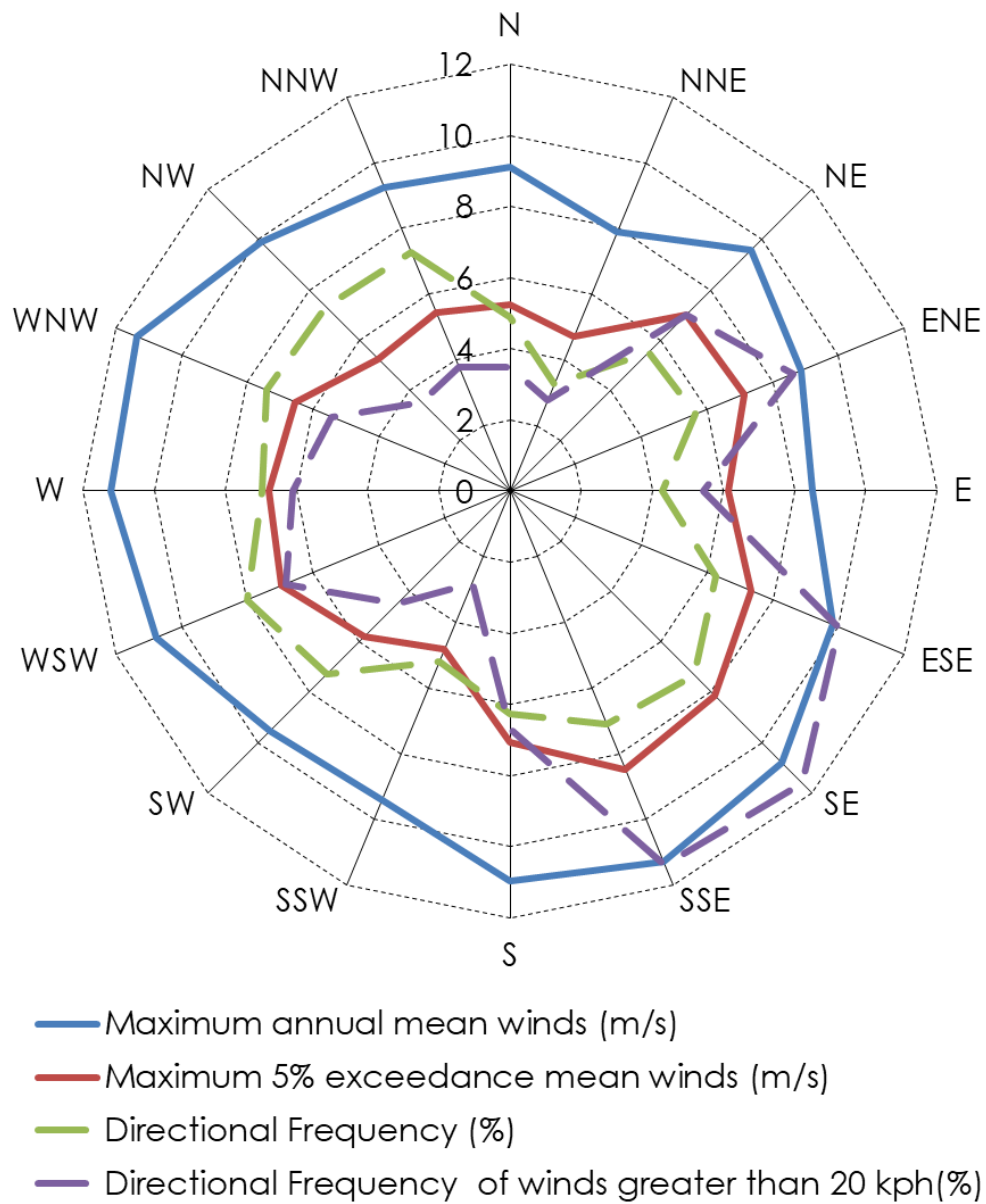 N
12
NNW
NNE
10
NW
NE
8
6
WNW
ENE
4
2
W
0
E
WSW
ESE
SW
SE
SSW
SSE
S
Maximum annual mean winds (m/s)
Maximum 5% exceedance mean winds (m/s)
Directional Frequency (%)
Directional Frequency  of winds greater than 20 kph(%)